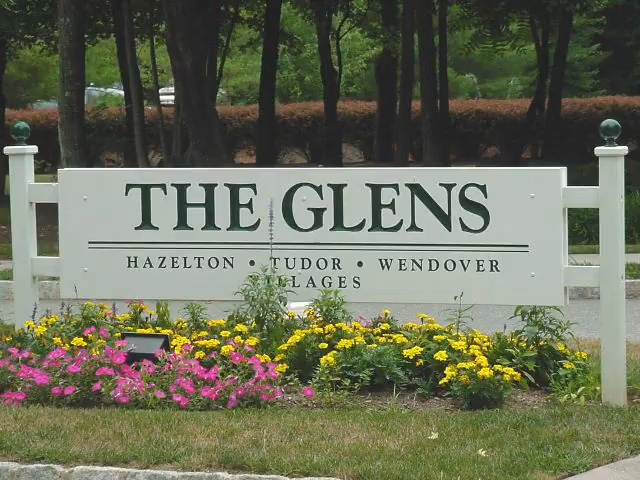 THE GLENS
HAZELTON • TUDOR • WENDOVER
VILLAGES